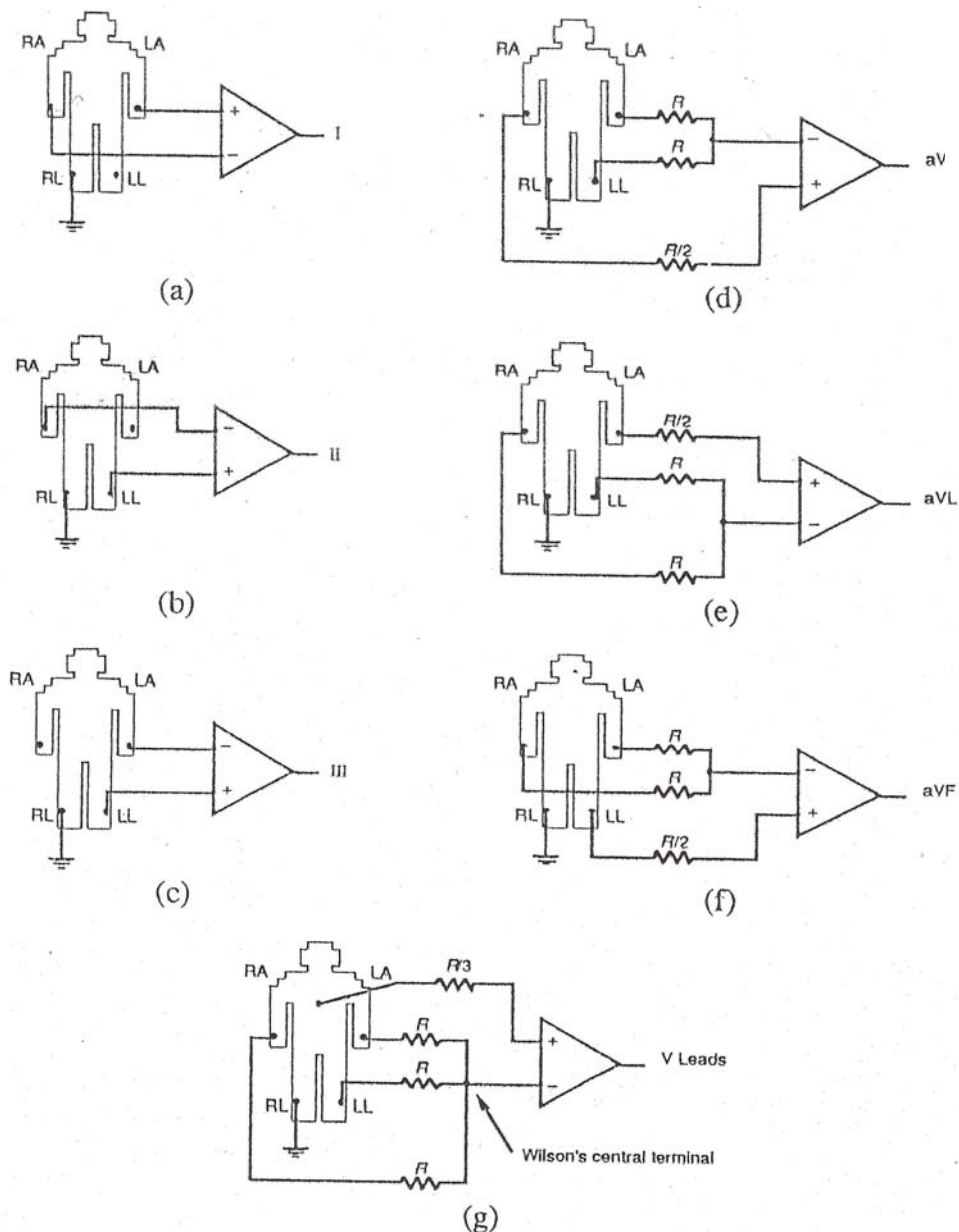 RA LA
+
I
−
RL LL
(a)
RA LA
R
−
aV
R
+
RL LL
R/2
(d)
RA LA
−
II
+
RL LL
(b)
RA LA
R/2
R
+
aVL
−
RL LL
R
(e)
RA LA
−
III
+
RL LL
(c)
RA LA
R
−
R
aVF
+
RL LL
R/2
(f)
RA LA
R/3
+
R
V Leads
R
−
RL LL
Wilson's central terminal
R
(g)